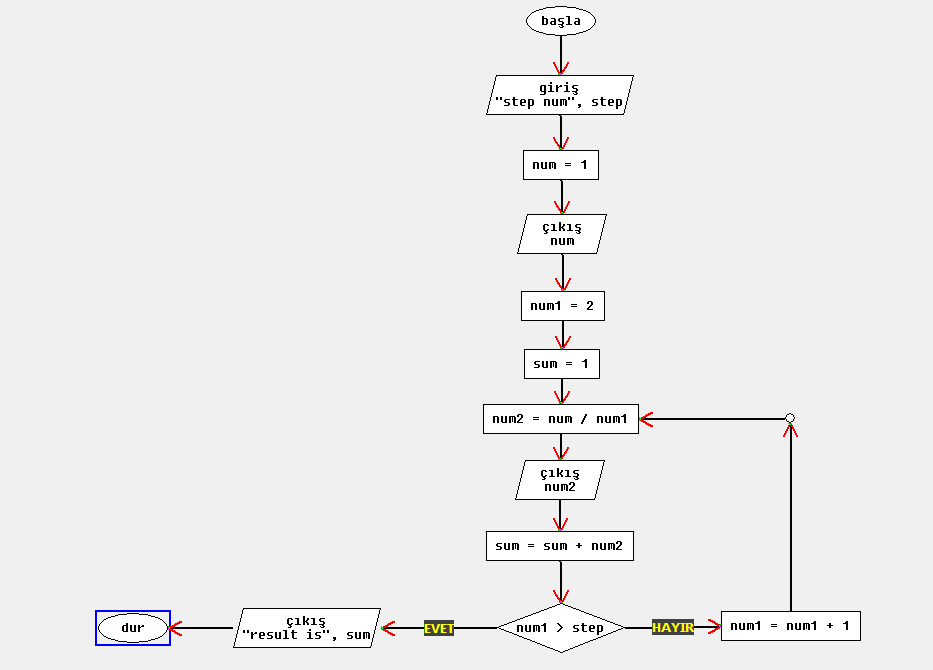 başla
giriş
"step num", step
num = 1
çıkış
num
num1 = 2
sum = 1
num2 = num / num1
çıkış
num2
sum = sum + num2
num1 > step
EVET
HAYIR
num1 = num1 + 1
çıkış
"result is", sum
dur